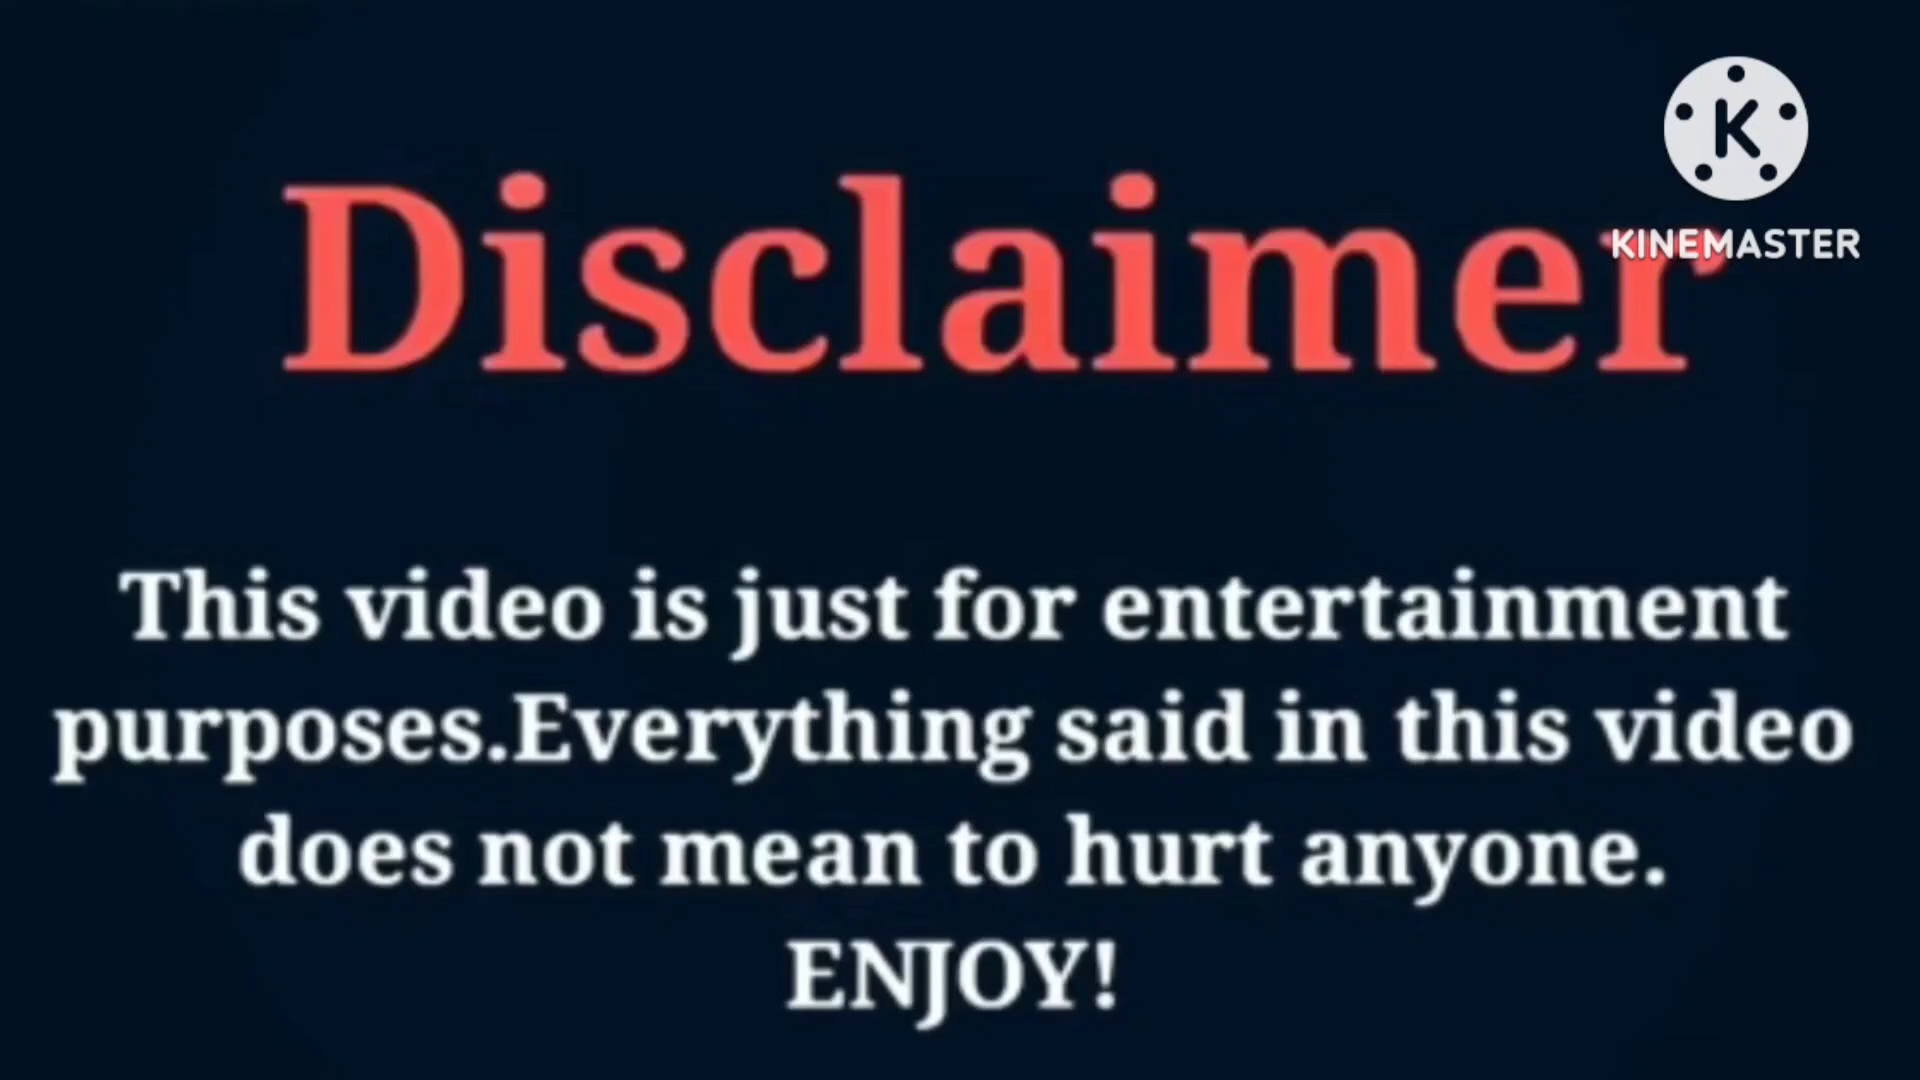 K
KINEMASTER
Disclaimer
This video is just for entertainment
purposes.Everything said in this video
does not mean to hurt anyone.
ENJOY!